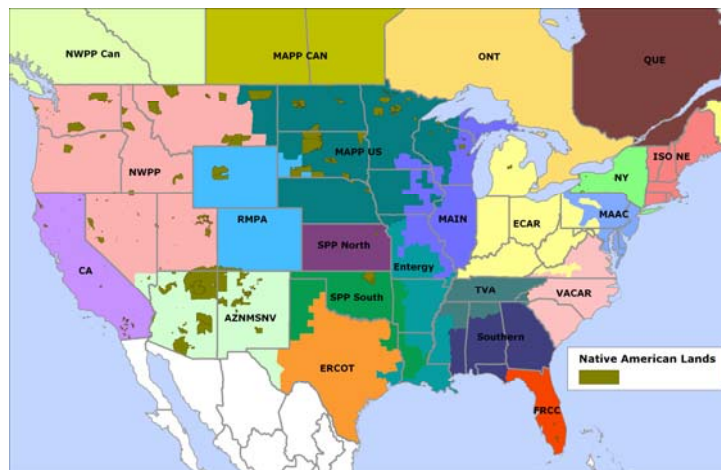 NWPP Can
MAPP CAN
ONT
QUE
NWPP
MAPP US
ISO NE
NY
MAAC
RMPA
MAIN
ECAR
SPP North
CA
Entergy
TVA
VACAR
AZNMSNV
SPP South
Southern
ERCOT
FRCC
Native American Lands